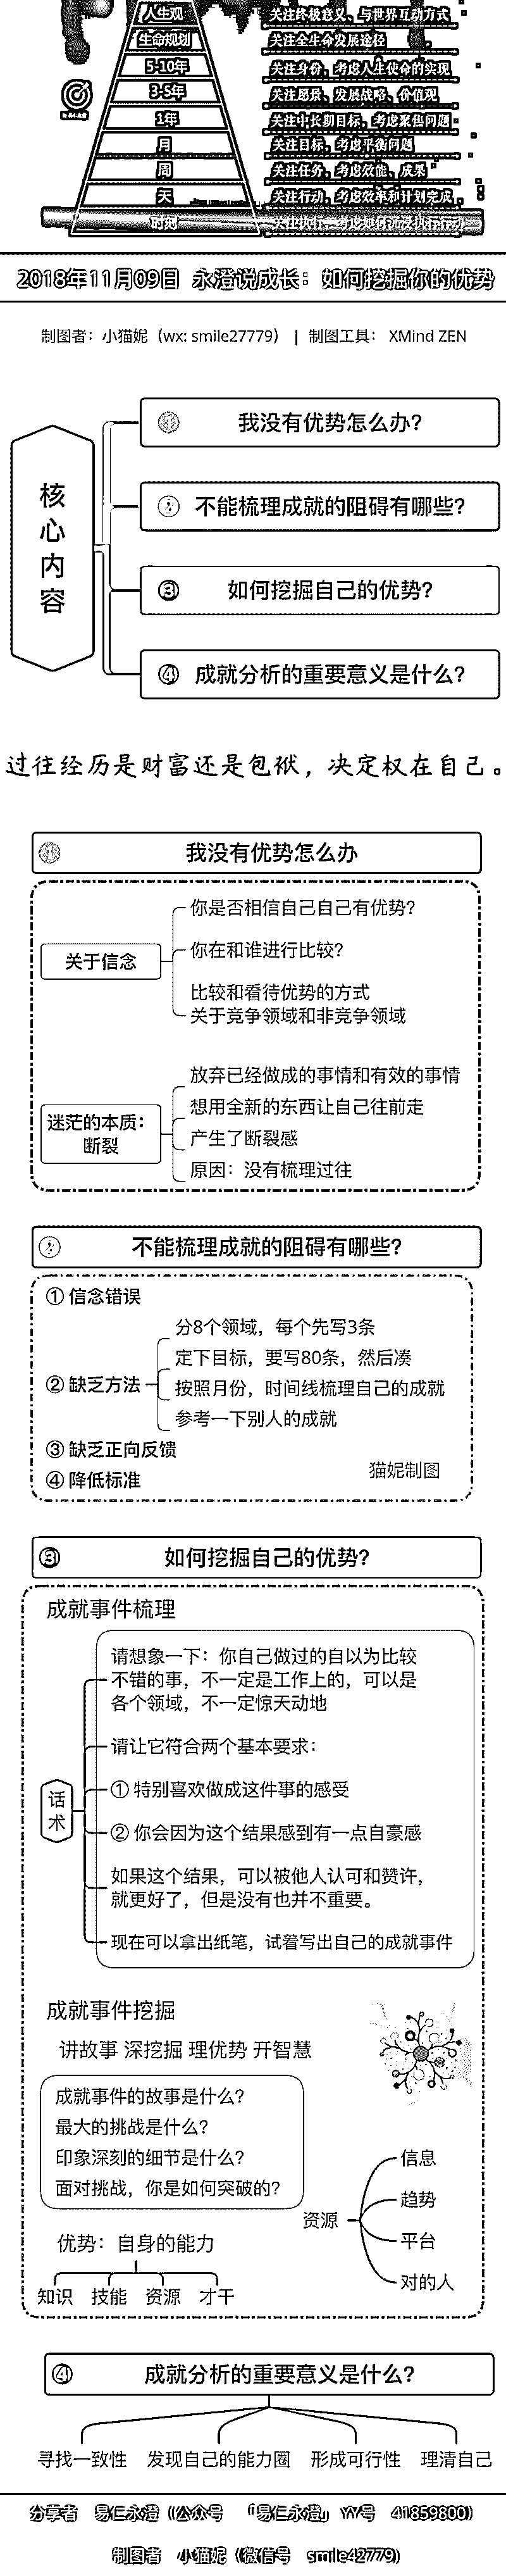 人生观 关注终极意义、与世界互动方式
生命规划 关注全生命发展途径
5-10年 关注身份，考虑人生使命的实现
3-5年 关注愿景、发展战略、价值观
1年 关注中长期目标，考虑聚焦问题
月 关注目标，考虑平衡问题
周 关注任务，考虑效能、成果
天 关注行动，考虑效率和计划完成
时刻
2018年11月09日 永澄说成长：如何挖掘你的优势
制图者：小猫妮（wx: smile27779） | 制图工具： XMind ZEN
核心内容
① 我没有优势怎么办?
② 不能梳理成就的阻碍有哪些?
③ 如何挖掘自己的优势?
④ 成就分析的重要意义是什么?
过往经历是财富还是包袱，决定权在自己。
① 我没有优势怎么办
关于信念
你是否相信自己自己有优势?
你在和谁进行比较?
比较和看待优势的方式
关于竞争领域和非竞争领域
迷茫的本质：
断裂
放弃已经做成的事情和有效的事情
想用全新的东西让自己往前走
产生了断裂感
原因：没有梳理过往
② 不能梳理成就的阻碍有哪些?
① 信念错误
② 缺乏方法
分8个领域，每个先写3条
定下目标，要写80条，然后凑
按照月份，时间线梳理自己的成就
参考一下别人的成就
③ 缺乏正向反馈
④ 降低标准
猫妮制图
③ 如何挖掘自己的优势?
成就事件梳理
话术
请想象一下：你自己做过的自以为比较
不错的事，不一定是工作上的，可以是
各个领域，不一定惊天动地
请让它符合两个基本要求：
① 特别喜欢做成这件事的感受
② 你会因为这个结果感到有一点自豪感
如果这个结果，可以被他人认可和赞许，
就更好了，但是没有也并不重要。
现在可以拿出纸笔，试着写出自己的成就事件
成就事件挖掘
讲故事 深挖掘 理优势 开智慧
成就事件的故事是什么?
最大的挑战是什么?
印象深刻的细节是什么?
面对挑战，你是如何突破的?
资源
信息
趋势
平台
对的人
优势：自身的能力
知识 技能 资源 才干
④ 成就分析的重要意义是什么?
寻找一致性 发现自己的能力圈 形成可行性 理清自己
分享者 易仁永澄（公众号 「易仁永澄」 YY号 41859800）
制图者 小猫妮（微信号 smile42779）